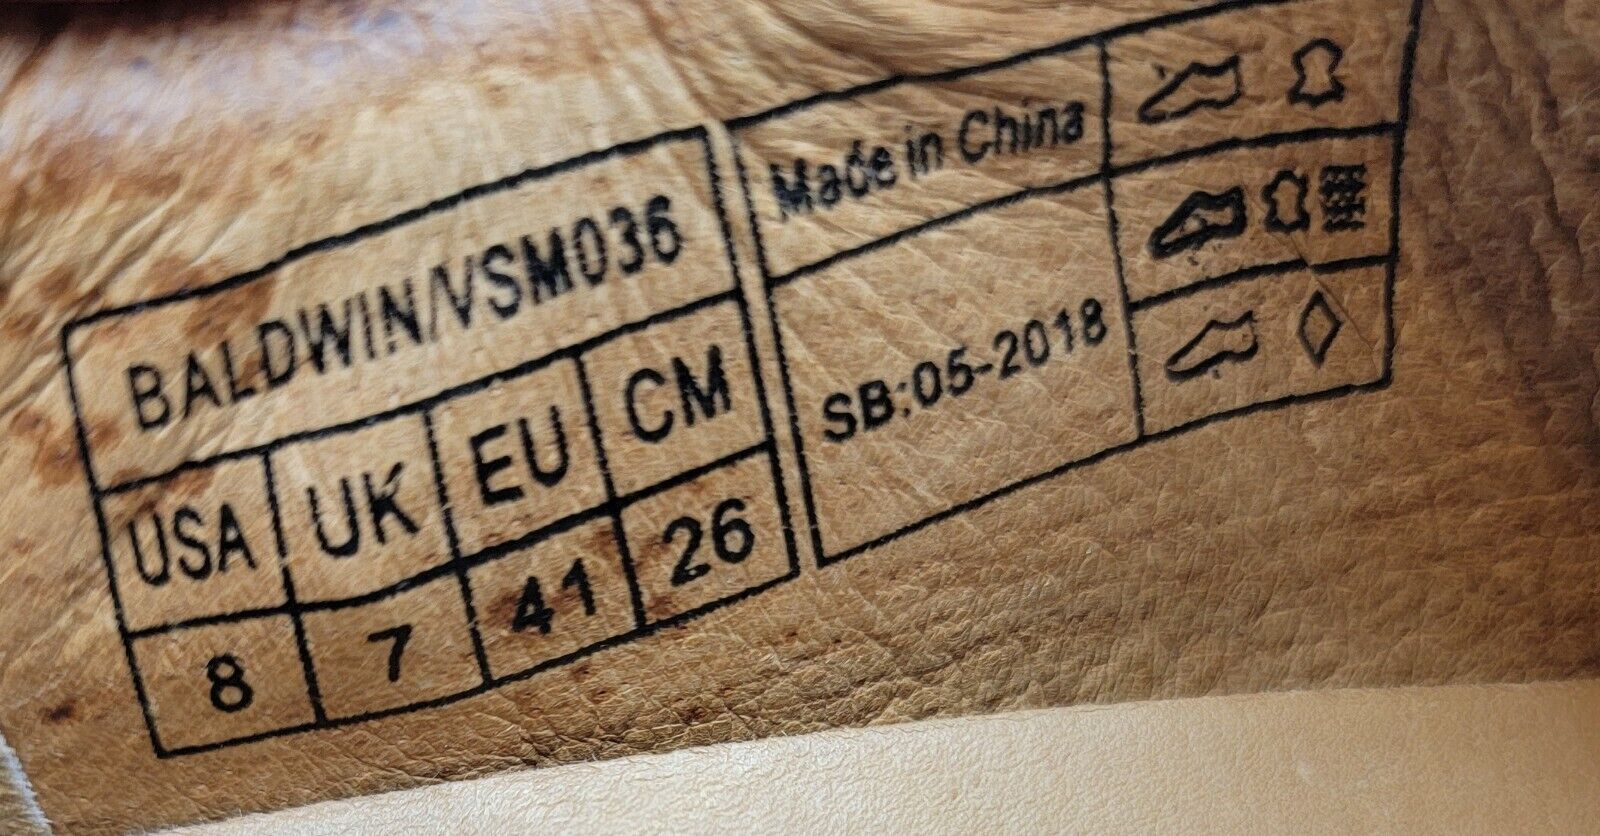 BALDWIN/VSM036
USA UK EU CM
8 7 41 26
Made in China
SB:05-2018